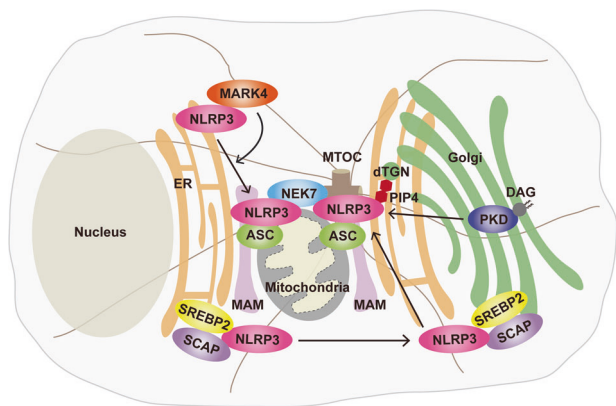 MARK4
NLRP3
MTOC
dTGN
Golgi
ER
NEK7
PIP4
DAG
NLRP3
NLRP3
PKD
Nucleus
ASC
ASC
Mitochondria
MAM
MAM
SREBP2
SCAP
NLRP3
NLRP3
SREBP2
SCAP